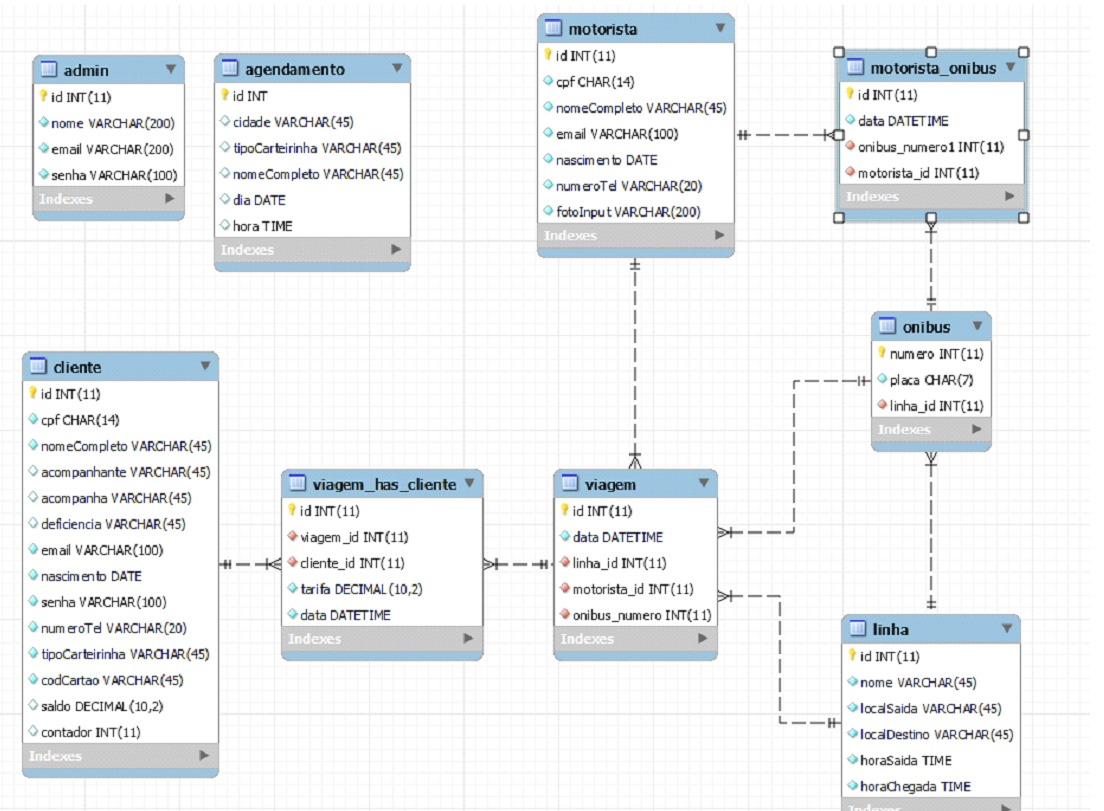 admin
id INT(11)
nome VARCHAR(200)
email VARCHAR(200)
senha VARCHAR(100)
Indexes
agendamento
id INT
cidade VARCHAR(45)
tipoCarteirinha VARCHAR(45)
nomeCompleto VARCHAR(45)
dia DATE
hora TIME
Indexes
motorista
id INT(11)
cpf CHAR(14)
nomeCompleto VARCHAR(45)
email VARCHAR(100)
nascimento DATE
numeroTel VARCHAR(20)
fotoInput VARCHAR(200)
Indexes
motorista_onibus
id INT(11)
data DATETIME
onibus_numero1 INT(11)
motorista_id INT(11)
Indexes
onibus
numero INT(11)
placa CHAR(7)
linha_id INT(11)
Indexes
cliente
id INT(11)
cpf CHAR(14)
nomeCompleto VARCHAR(45)
acompanhante VARCHAR(45)
acompanha VARCHAR(45)
deficiencia VARCHAR(45)
email VARCHAR(100)
nascimento DATE
senha VARCHAR(100)
numeroTel VARCHAR(20)
tipoCarteirinha VARCHAR(45)
codCartao VARCHAR(45)
saldo DECIMAL(10,2)
contador INT(11)
Indexes
viagem_has_cliente
id INT(11)
viagem_id INT(11)
cliente_id INT(11)
tarifa DECIMAL(10,2)
data DATETIME
Indexes
viagem
id INT(11)
data DATETIME
linha_id INT(11)
motorista_id INT(11)
onibus_numero INT(11)
Indexes
linha
id INT(11)
nome VARCHAR(45)
localSaida VARCHAR(45)
localDestino VARCHAR(45)
horaSaida TIME
horaChegada TIME
Indexes